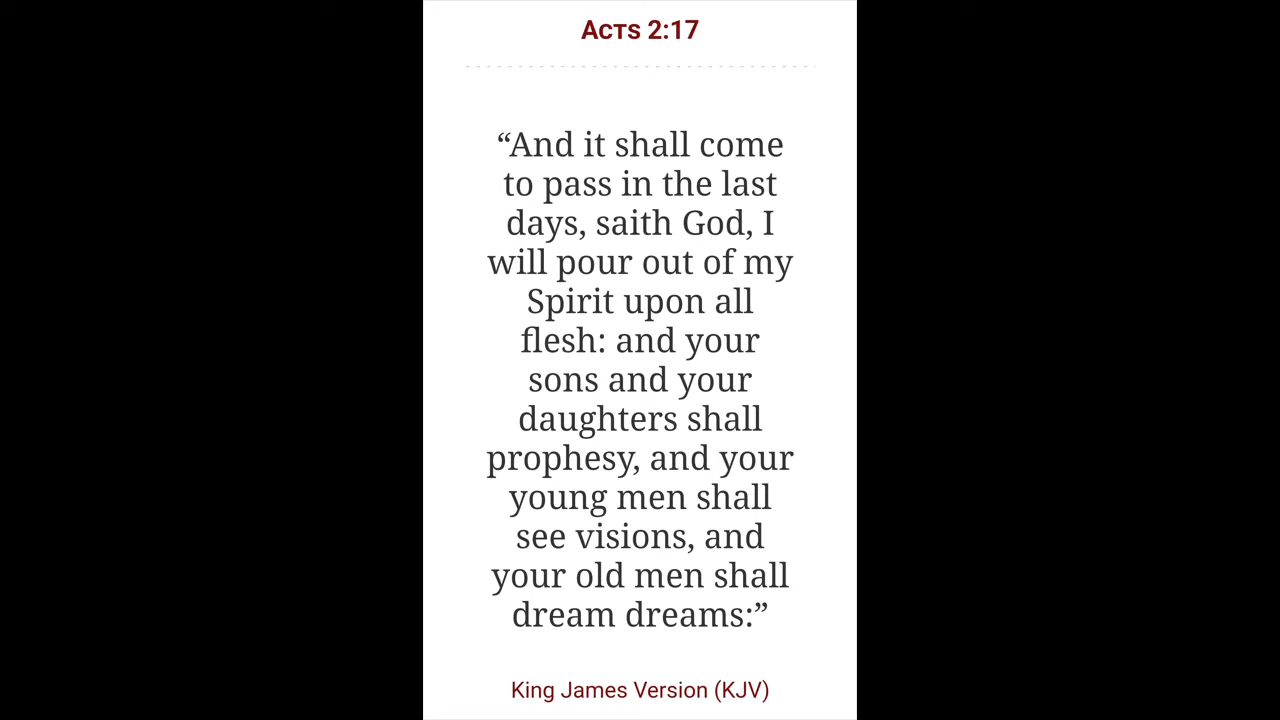 Acts 2:17
“And it shall come
to pass in the last
days, saith God, I
will pour out of my
Spirit upon all
flesh: and your
sons and your
daughters shall
prophesy, and your
young men shall
see visions, and
your old men shall
dream dreams:”
King James Version (KJV)